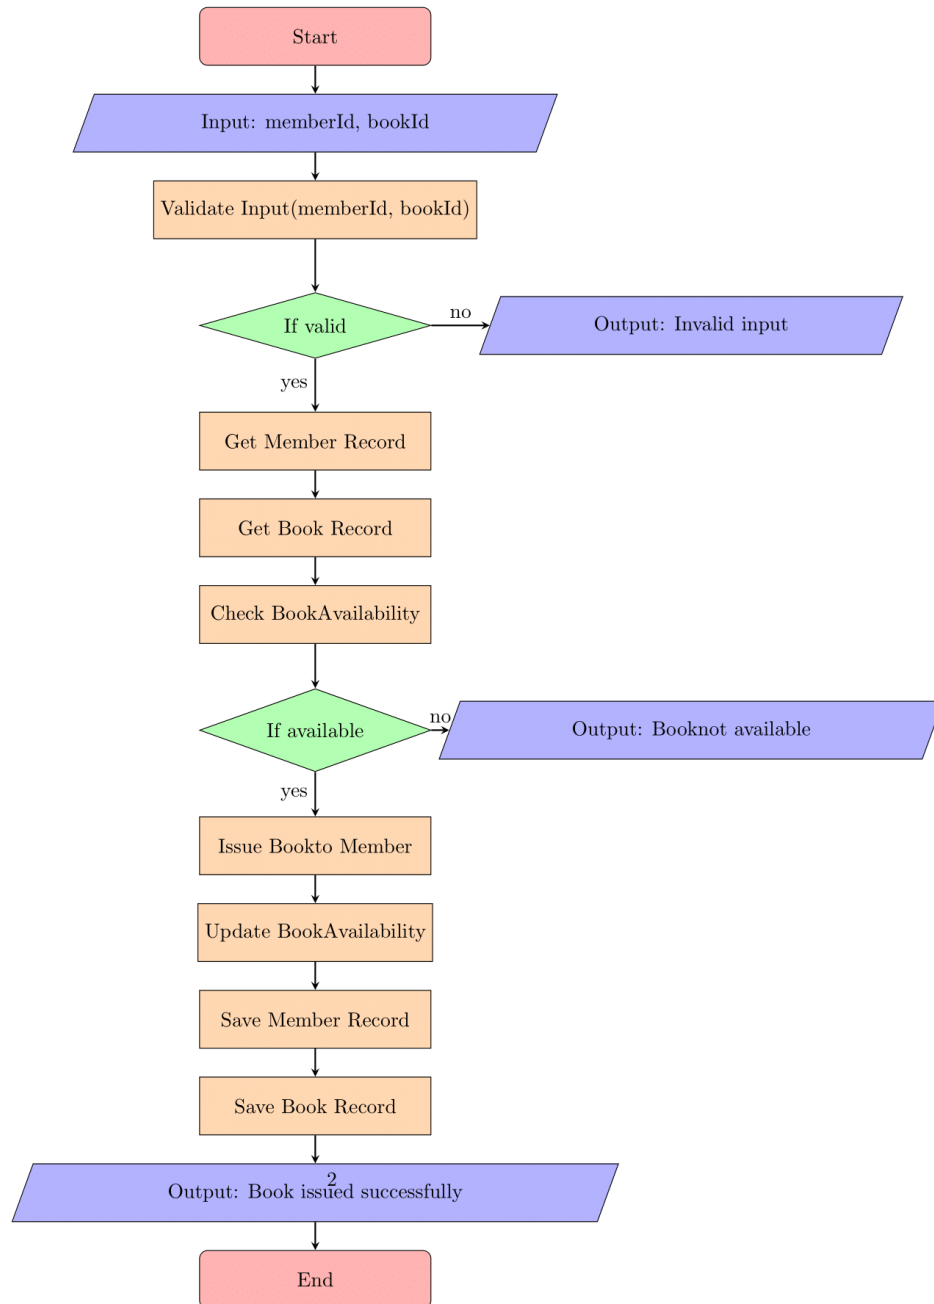 Start
Input: memberId, bookId
Validate Input(memberId, bookId)
If valid
no
Output: Invalid input
yes
Get Member Record
Get Book Record
Check BookAvailability
If available
no
Output: Booknot available
yes
Issue Bookto Member
Update BookAvailability
Save Member Record
Save Book Record
2
Output: Book issued successfully
End